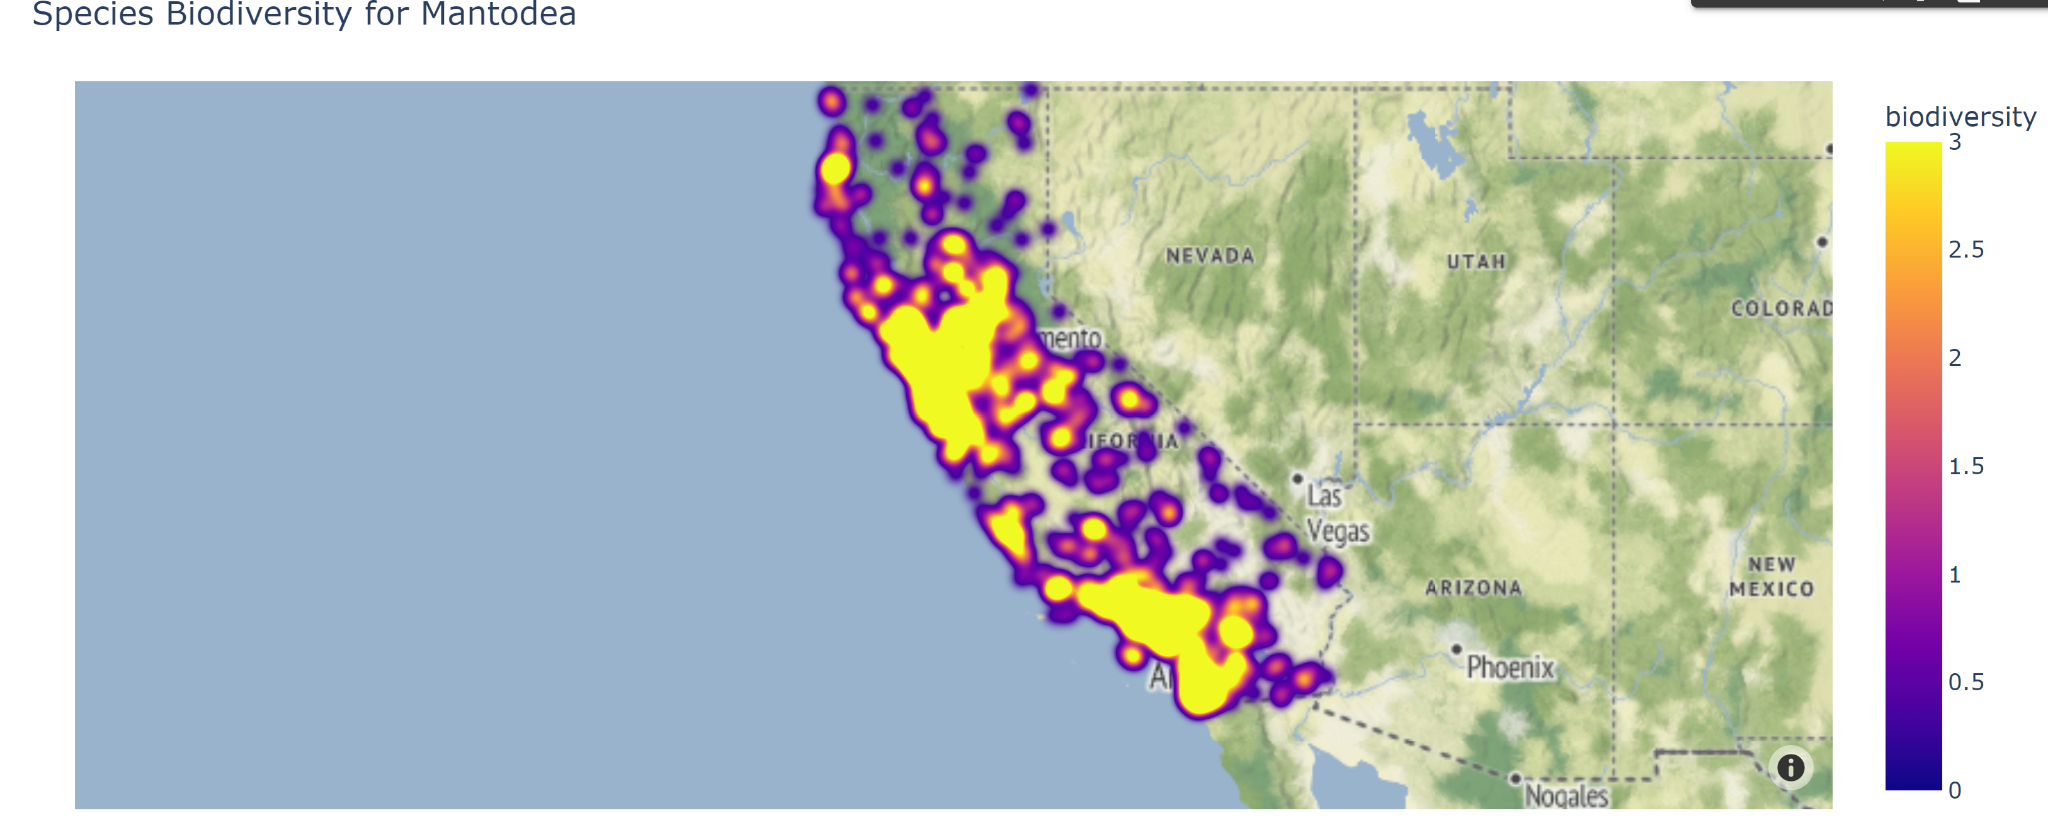 Species Biodiversity for Mantodea
biodiversity
3
2.5
2
1.5
1
0.5
0
NEVADA
UTAH
COLORAD
mento
IFORNIA
Las
Vegas
ARIZONA
NEW
MEXICO
Phoenix
Nogales